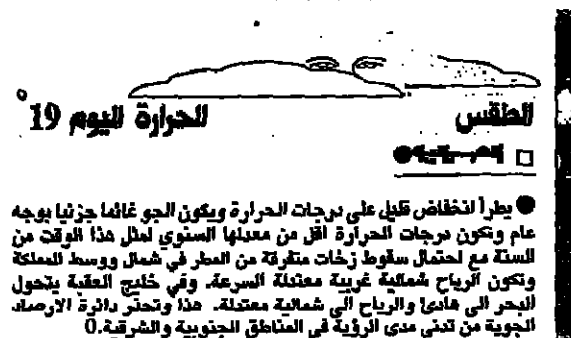 الطقس
الحرارة اليوم 19°
● يطرأ انخفاض قليل على درجات الحرارة ويكون الجو غائما جزئيا بوجه
عام وتكون درجات الحرارة اقل من معدلها السنوي لمثل هذا الوقت من
السنة مع احتمال سقوط زخات متفرقة من المطر في شمال ووسط المملكة
وتكون الرياح شمالية غربية معتدلة السرعة. وفي خليج العقبة يتحول
البحر الى هادئ والرياح الى شمالية معتدلة. هذا وتحذر دائرة الارصاد
الجوية من تدني مدى الرؤية في المناطق الجنوبية والشرقية.0